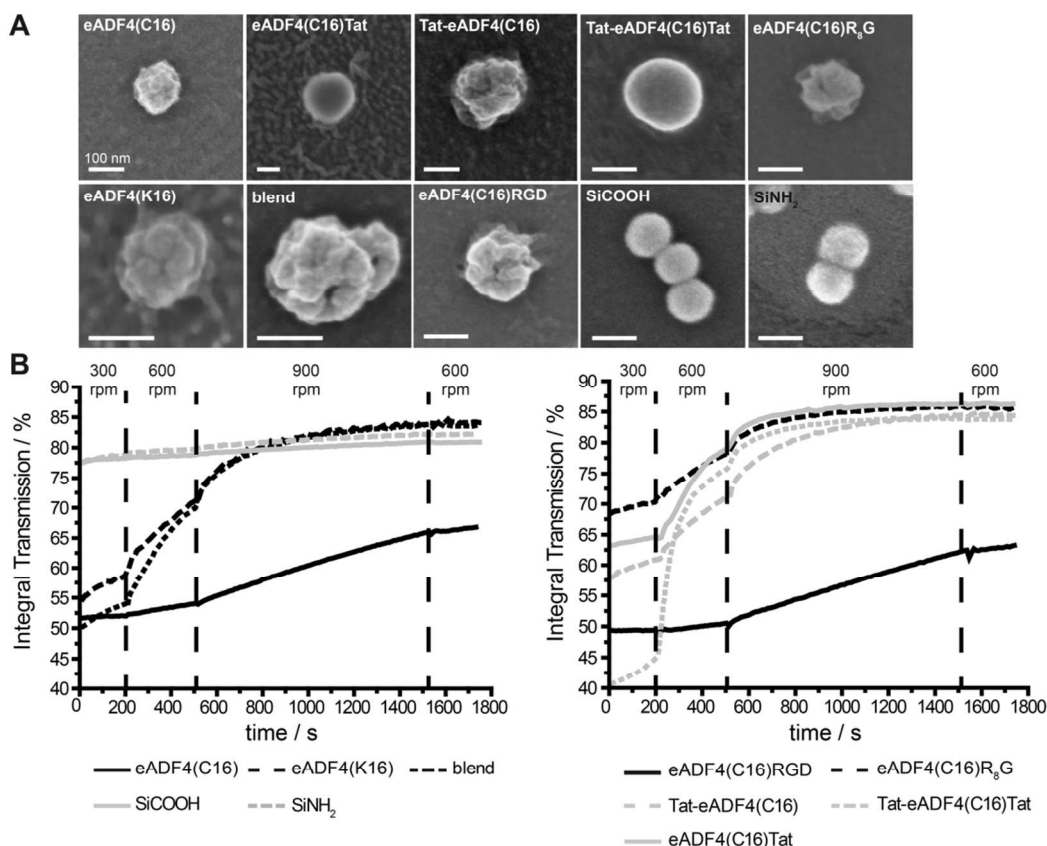 A
eADF4(C16) eADF4(C16)Tat Tat-eADF4(C16) Tat-eADF4(C16)Tat eADF4(C16)R₈G
100 nm
eADF4(K16) blend eADF4(C16)RGD SiCOOH SiNH₂
B
300 rpm 600 rpm 900 rpm 600 rpm
Integral Transmission / %
90
85
80
75
70
65
60
55
50
45
40
0 200 400 600 800 1000 1200 1400 1600 1800
time / s
eADF4(C16) eADF4(K16) blend
SiCOOH SiNH₂
300 rpm 600 rpm 900 rpm 600 rpm
Integral Transmission / %
90
85
80
75
70
65
60
55
50
45
40
0 200 400 600 800 1000 1200 1400 1600 1800
time / s
eADF4(C16)RGD eADF4(C16)R₈G
Tat-eADF4(C16) Tat-eADF4(C16)Tat
eADF4(C16)Tat